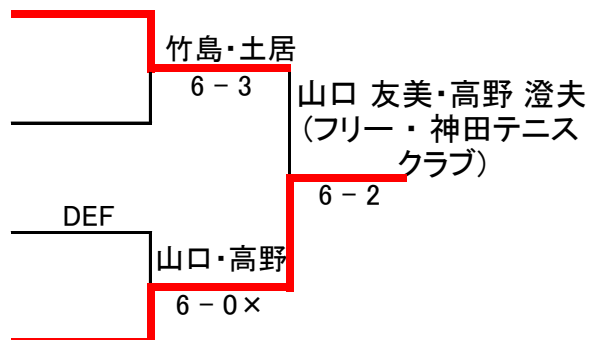 竹島・土居
6－3
山口 友美・高野 澄夫
（フリー ・ 神田テニス
クラブ）
6－2
DEF
山口・高野
6－0×